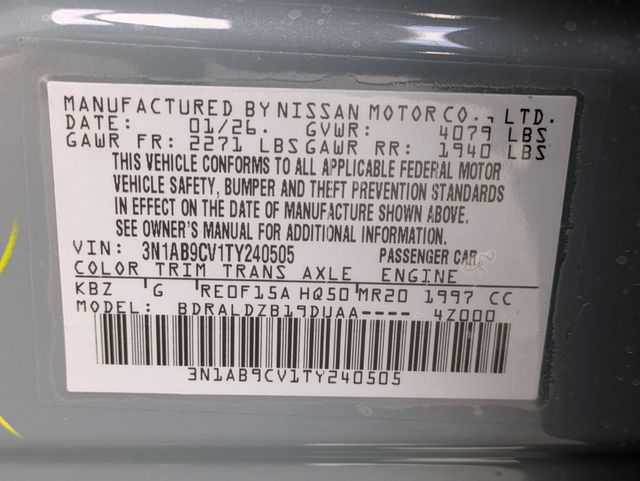 MANUFACTURED BY NISSAN MOTOR CO., LTD.
DATE: 01/26. GVWR: 4079 LBS
GAWR FR: 2271 LBS GAWR RR: 1940 LBS
THIS VEHICLE CONFORMS TO ALL APPLICABLE FEDERAL MOTOR
VEHICLE SAFETY, BUMPER AND THEFT PREVENTION STANDARDS
IN EFFECT ON THE DATE OF MANUFACTURE SHOWN ABOVE.
SEE OWNER'S MANUAL FOR ADDITIONAL INFORMATION.
VIN: 3N1AB9CV1TY240505 PASSENGER CAR
COLOR TRIM TRANS AXLE ENGINE
KBZ G RE0F15A HQ50 MR20 1997 CC
MODEL: BDRALDZB19DUAA---- 4Z000
3N1AB9CV1TY240505